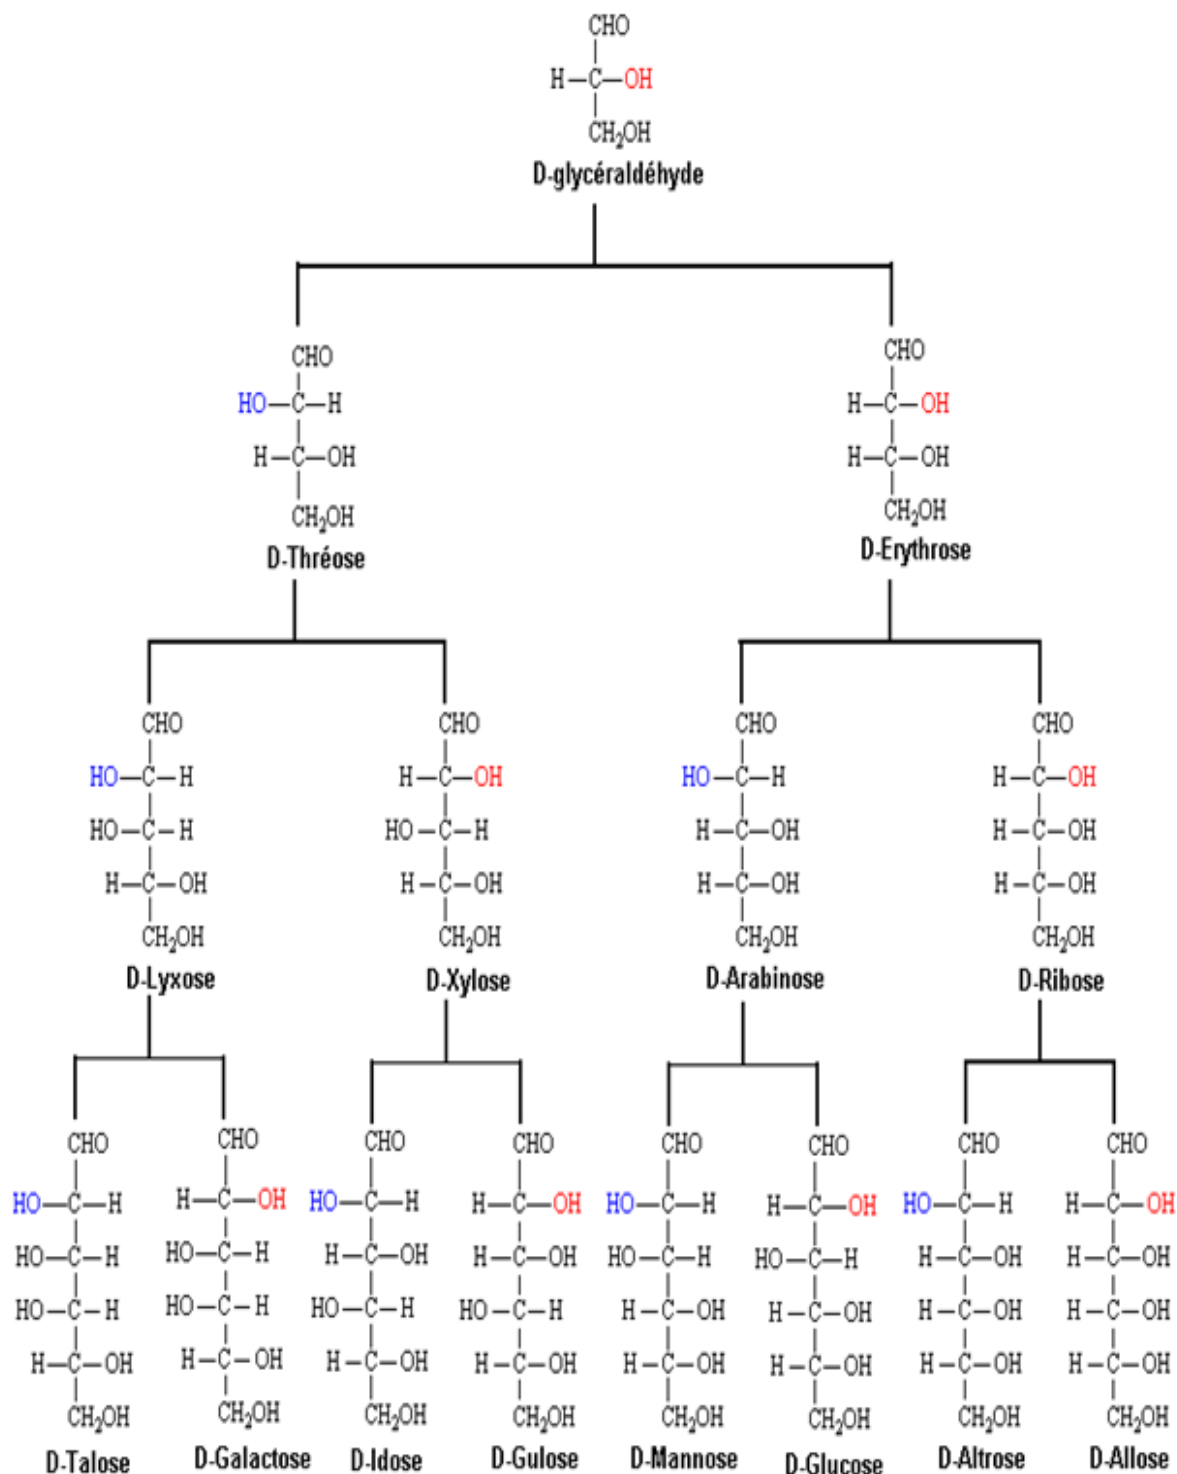 CHO
H—C—OH
CH₂OH
D-glycéraldéhyde
CHO
HO—C—H
H—C—OH
CH₂OH
D-Thréose
CHO
H—C—OH
H—C—OH
CH₂OH
D-Erythrose
CHO
HO—C—H
HO—C—H
H—C—OH
CH₂OH
D-Lyxose
CHO
H—C—OH
HO—C—H
H—C—OH
CH₂OH
D-Xylose
CHO
HO—C—H
H—C—OH
H—C—OH
CH₂OH
D-Arabinose
CHO
H—C—OH
H—C—OH
H—C—OH
CH₂OH
D-Ribose
CHO
HO—C—H
HO—C—H
HO—C—H
H—C—OH
CH₂OH
D-Talose
CHO
H—C—OH
HO—C—H
HO—C—H
H—C—OH
CH₂OH
D-Galactose
CHO
HO—C—H
H—C—OH
HO—C—H
H—C—OH
CH₂OH
D-Idose
CHO
H—C—OH
H—C—OH
HO—C—H
H—C—OH
CH₂OH
D-Gulose
CHO
HO—C—H
HO—C—H
H—C—OH
H—C—OH
CH₂OH
D-Mannose
CHO
H—C—OH
HO—C—H
H—C—OH
H—C—OH
CH₂OH
D-Glucose
CHO
HO—C—H
H—C—OH
H—C—OH
H—C—OH
CH₂OH
D-Altrose
CHO
H—C—OH
H—C—OH
H—C—OH
H—C—OH
CH₂OH
D-Allose